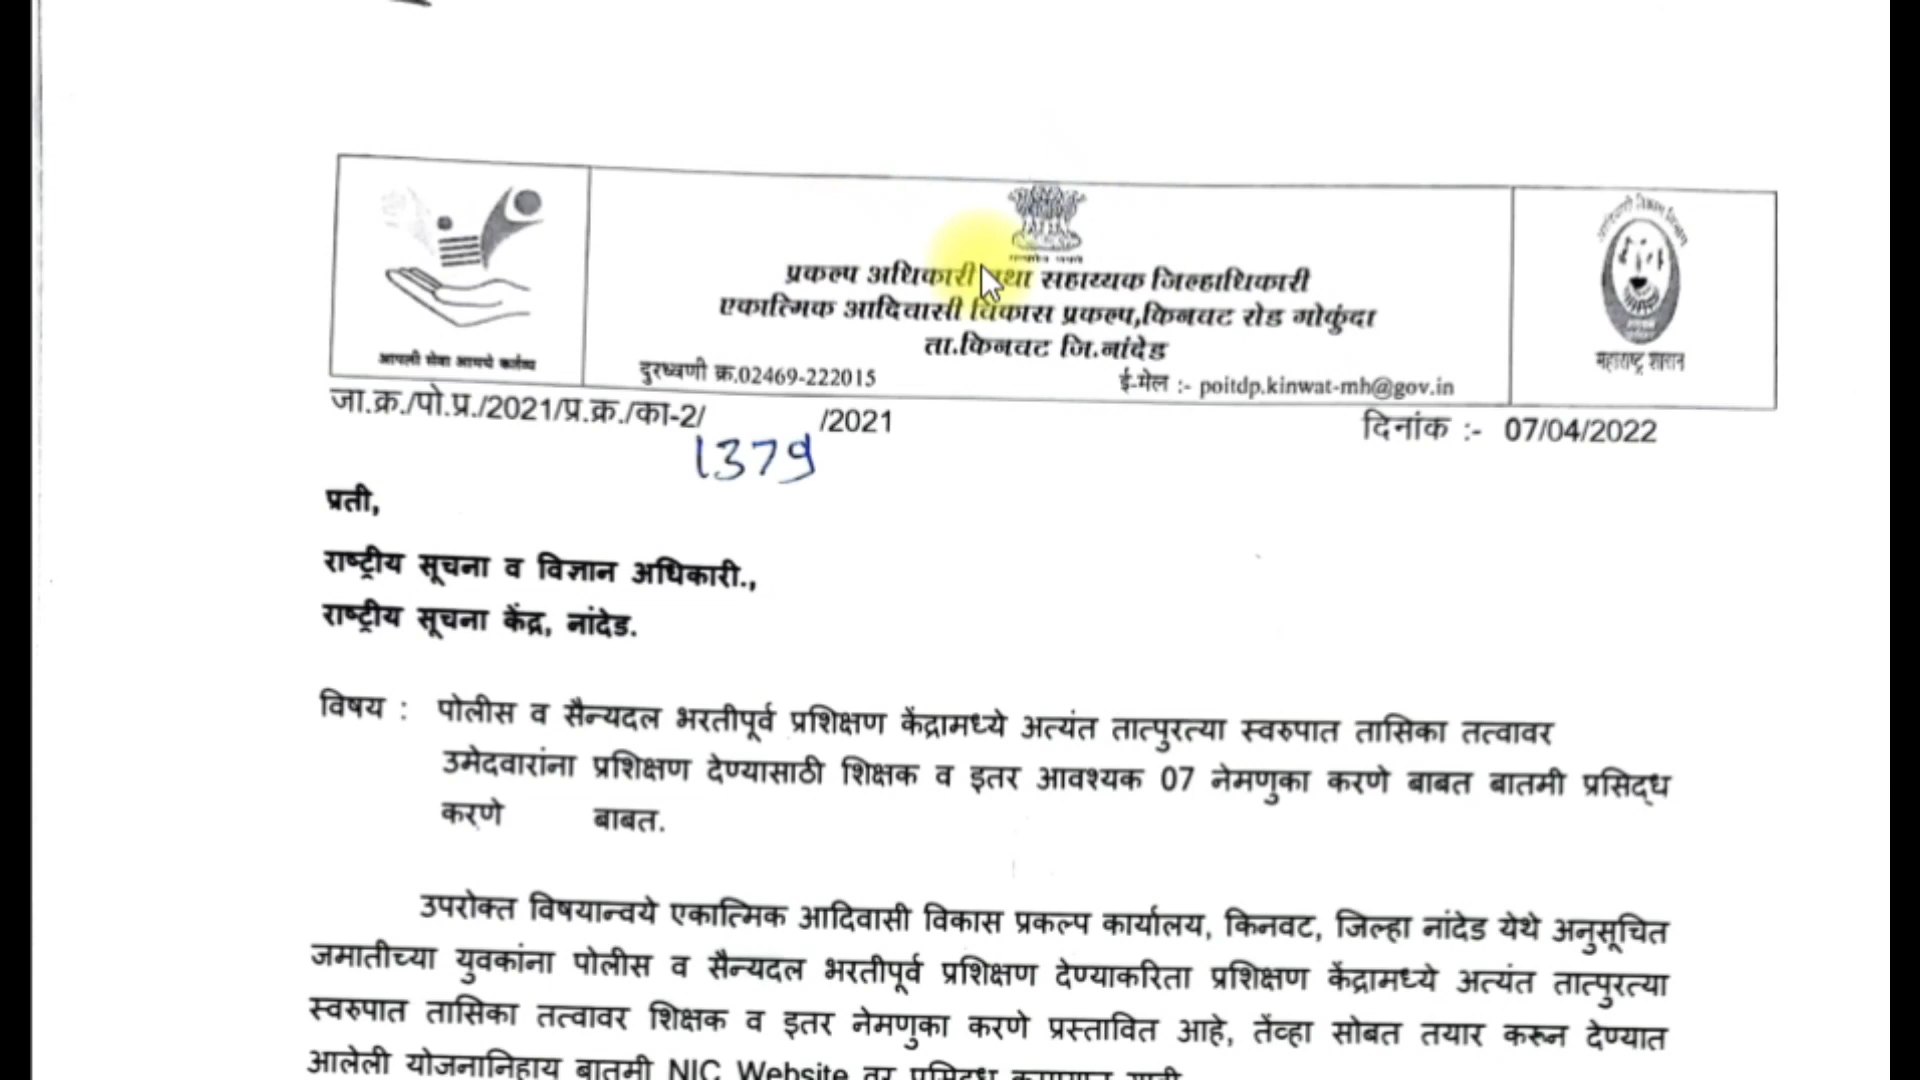 प्रकल्प अधिकारी तथा सहाय्यक जिल्हाधिकारी
एकात्मिक आदिवासी विकास प्रकल्प,किनवट रोड गोकुंदा
ता.किनवट जि.नांदेड
आपली सेवा आमचे कर्तव्य
दुरध्वणी क्र.02469-222015 ई-मेल :- poitdp.kinwat-mh@gov.in
महाराष्ट्र शासन
जा.क्र./पो.प्र./2021/प्र.क्र./का-2/ /2021 दिनांक :- 07/04/2022
1379
प्रती,
राष्ट्रीय सूचना व विज्ञान अधिकारी.,
राष्ट्रीय सूचना केंद्र, नांदेड.
विषय : पोलीस व सैन्यदल भरतीपूर्व प्रशिक्षण केंद्रामध्ये अत्यंत तात्पुरत्या स्वरुपात तासिका तत्वावर
उमेदवारांना प्रशिक्षण देण्यासाठी शिक्षक व इतर आवश्यक 07 नेमणुका करणे बाबत बातमी प्रसिद्ध
करणे बाबत.
उपरोक्त विषयान्वये एकात्मिक आदिवासी विकास प्रकल्प कार्यालय, किनवट, जिल्हा नांदेड येथे अनुसूचित
जमातीच्या युवकांना पोलीस व सैन्यदल भरतीपूर्व प्रशिक्षण देण्याकरिता प्रशिक्षण केंद्रामध्ये अत्यंत तात्पुरत्या
स्वरुपात तासिका तत्वावर शिक्षक व इतर नेमणुका करणे प्रस्तावित आहे, तेंव्हा सोबत तयार करून देण्यात
आलेली योजनानिहाय बातमी NIC Website वर प्रसिद्ध